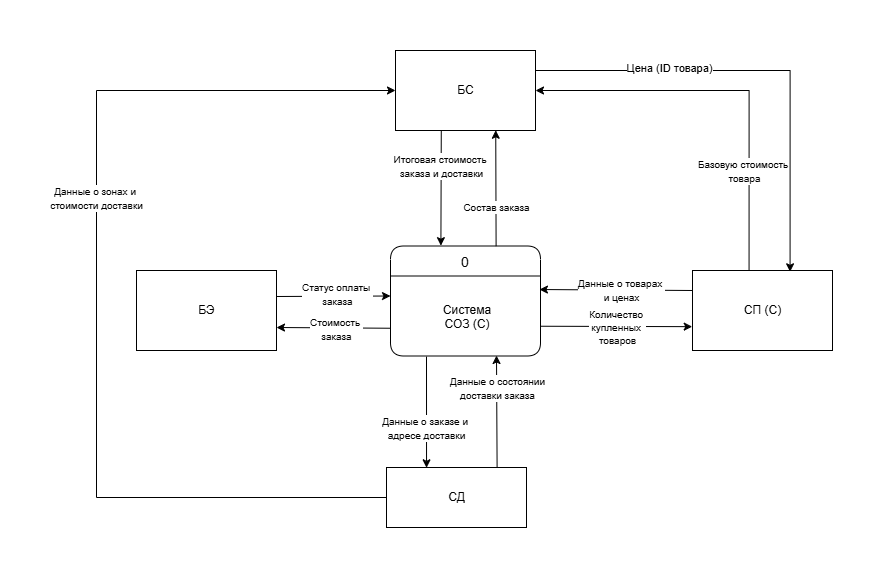 Цена (ID товара)
БС
Итоговая стоимость
заказа и доставки
Базовую стоимость
товара
Данные о зонах и
стоимости доставки
Состав заказа
0
Система
СОЗ (С)
Статус оплаты
заказа
БЭ
Стоимость
заказа
Данные о товарах
и ценах
СП (С)
Количество
купленных
товаров
Данные о состоянии
доставки заказа
Данные о заказе и
адресе доставки
СД